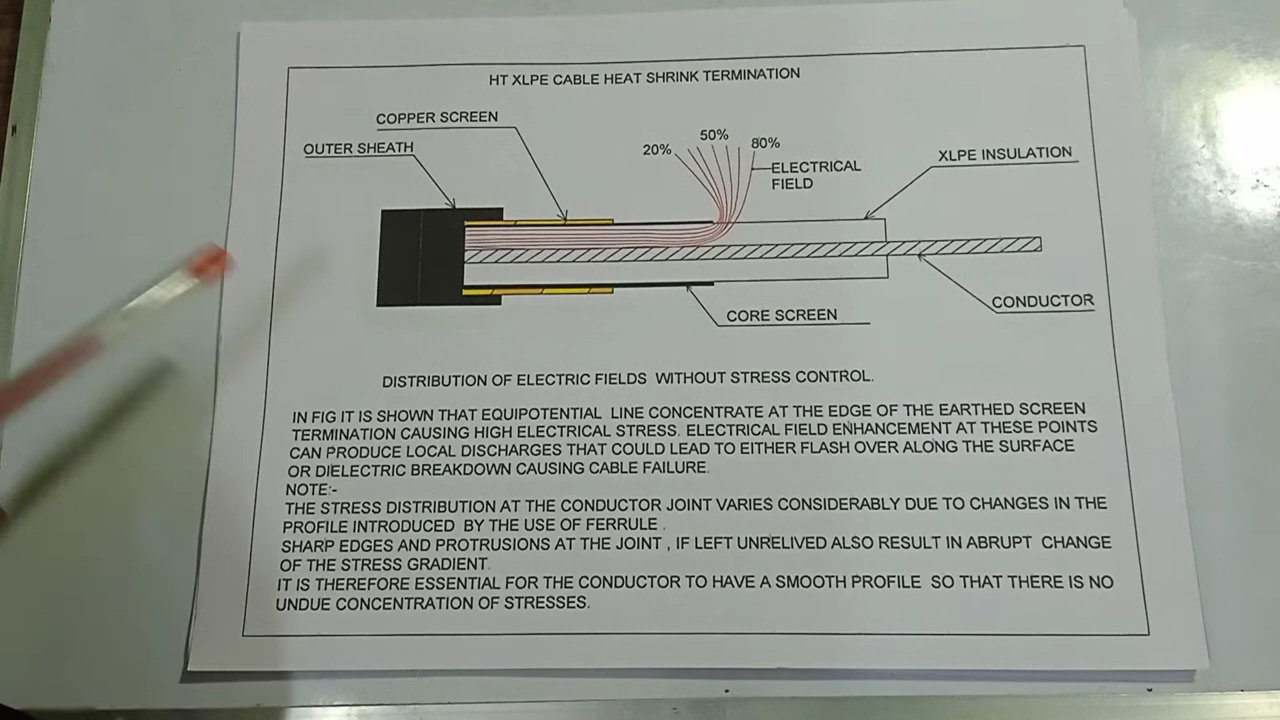 HT XLPE CABLE HEAT SHRINK TERMINATION
COPPER SCREEN
OUTER SHEATH
20%
50%
80%
ELECTRICAL
FIELD
XLPE INSULATION
CONDUCTOR
CORE SCREEN
DISTRIBUTION OF ELECTRIC FIELDS WITHOUT STRESS CONTROL.
IN FIG IT IS SHOWN THAT EQUIPOTENTIAL LINE CONCENTRATE AT THE EDGE OF THE EARTHED SCREEN
TERMINATION CAUSING HIGH ELECTRICAL STRESS. ELECTRICAL FIELD ENHANCEMENT AT THESE POINTS
CAN PRODUCE LOCAL DISCHARGES THAT COULD LEAD TO EITHER FLASH OVER ALONG THE SURFACE
OR DIELECTRIC BREAKDOWN CAUSING CABLE FAILURE.
NOTE:-
THE STRESS DISTRIBUTION AT THE CONDUCTOR JOINT VARIES CONSIDERABLY DUE TO CHANGES IN THE
PROFILE INTRODUCED BY THE USE OF FERRULE .
SHARP EDGES AND PROTRUSIONS AT THE JOINT , IF LEFT UNRELIVED ALSO RESULT IN ABRUPT CHANGE
OF THE STRESS GRADIENT.
IT IS THEREFORE ESSENTIAL FOR THE CONDUCTOR TO HAVE A SMOOTH PROFILE SO THAT THERE IS NO
UNDUE CONCENTRATION OF STRESSES.